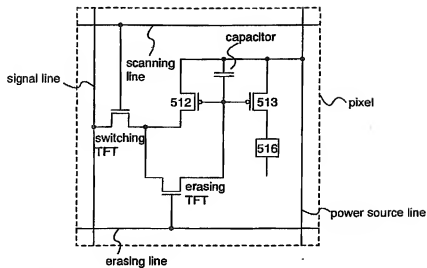 capacitor
scanning
line
signal line
512
513
pixel
switching
TFT
516
erasing
TFT
power source line
erasing line